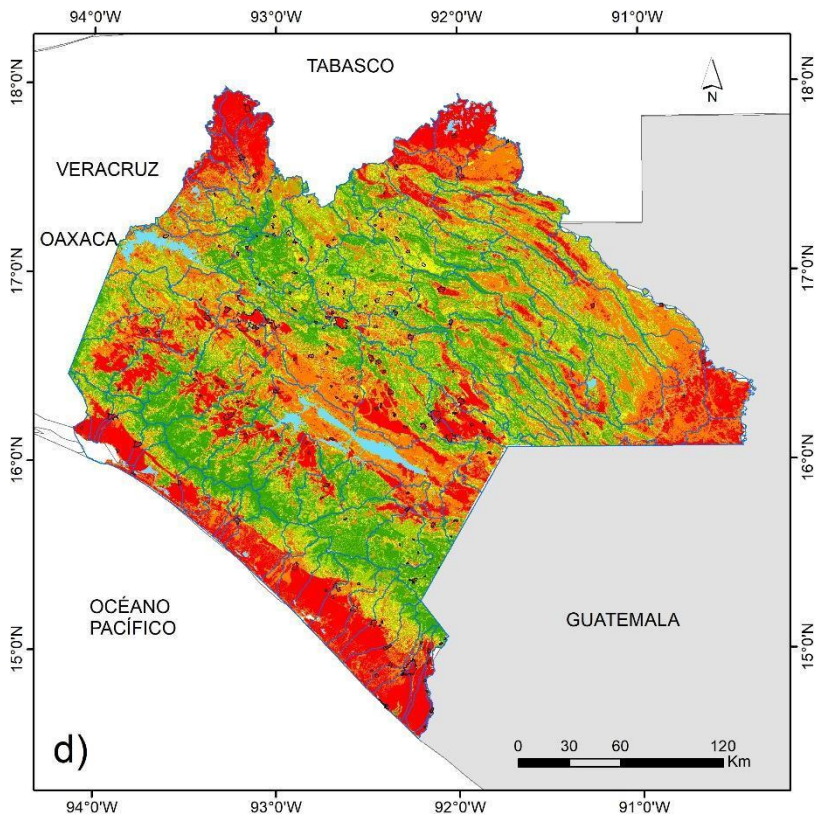 94°0'W 93°0'W 92°0'W 91°0'W
TABASCO
18°0'N 18°0'N
N
VERACRUZ
OAXACA
17°0'N 17°0'N
16°0'N 16°0'N
OCÉANO
PACÍFICO
GUATEMALA
15°0'N 15°0'N
d)
0 30 60 120
Km
94°0'W 93°0'W 92°0'W 91°0'W